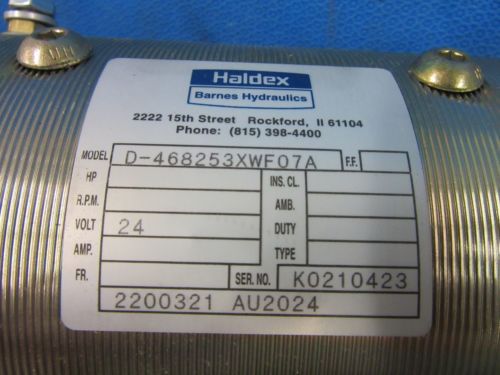 Haldex
Barnes Hydraulics
2222 15th Street Rockford, Il 61104
Phone: (815) 398-4400
MODEL D-468253XWF07A F.F.
HP INS. CL.
R.P.M. AMB.
VOLT 24 DUTY
AMP. TYPE
FR. SER. NO. K0210423
2200321 AU2024